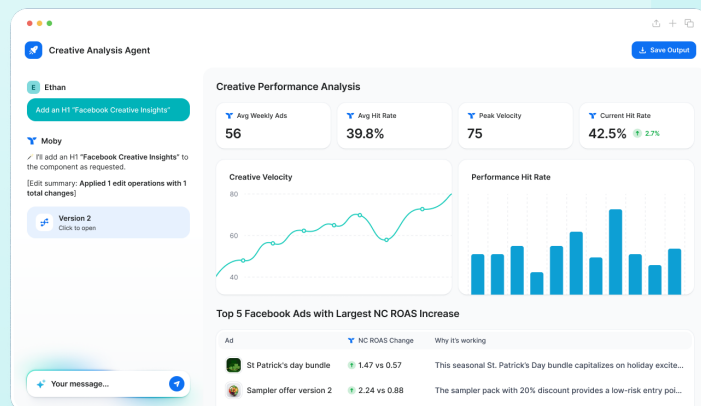 Creative Analysis Agent
Save Output
E Ethan
Add an H1 "Facebook Creative Insights"
Moby
I'll add an H1 "Facebook Creative Insights" to
the component as requested.
[Edit summary: Applied 1 edit operations with 1
total changes]
Version 2
Click to open
Your message...
Creative Performance Analysis
Avg Weekly Ads
56
Avg Hit Rate
39.8%
Peak Velocity
75
Current Hit Rate
42.5% 2.7%
Creative Velocity
80
60
40
Performance Hit Rate
Top 5 Facebook Ads with Largest NC ROAS Increase
Ad NC ROAS Change Why it's working
St Patrick's day bundle 1.47 vs 0.57 This seasonal St. Patrick's Day bundle capitalizes on holiday excite...
Sampler offer version 2 2.24 vs 0.88 The sampler pack with 20% discount provides a low-risk entry poi...